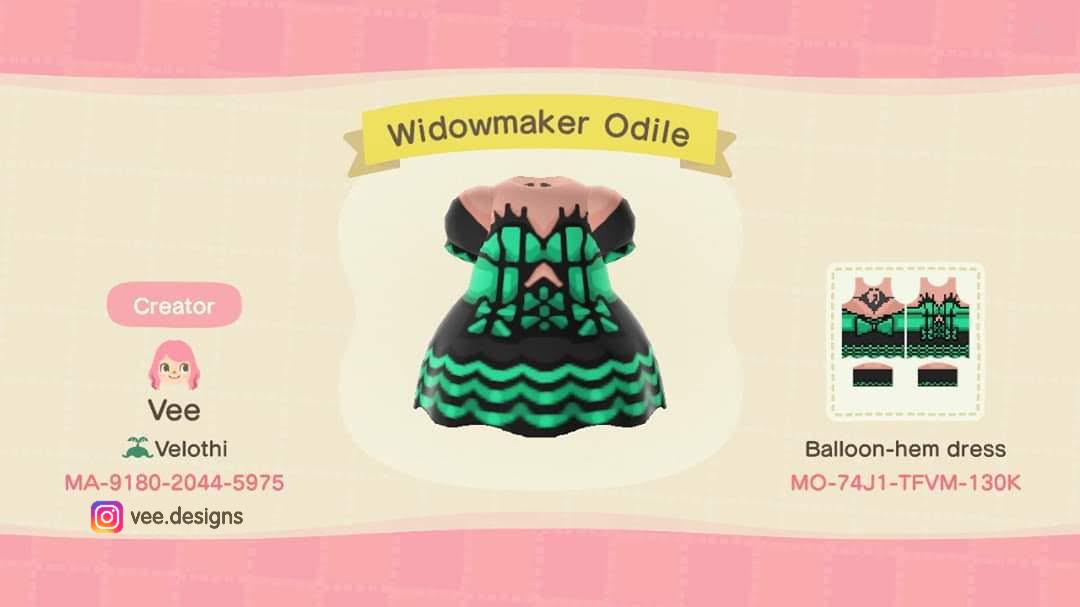 Widowmaker Odile
Creator
Vee
Velothi
MA-9180-2044-5975
vee.designs
Balloon-hem dress
MO-74J1-TFVM-130K